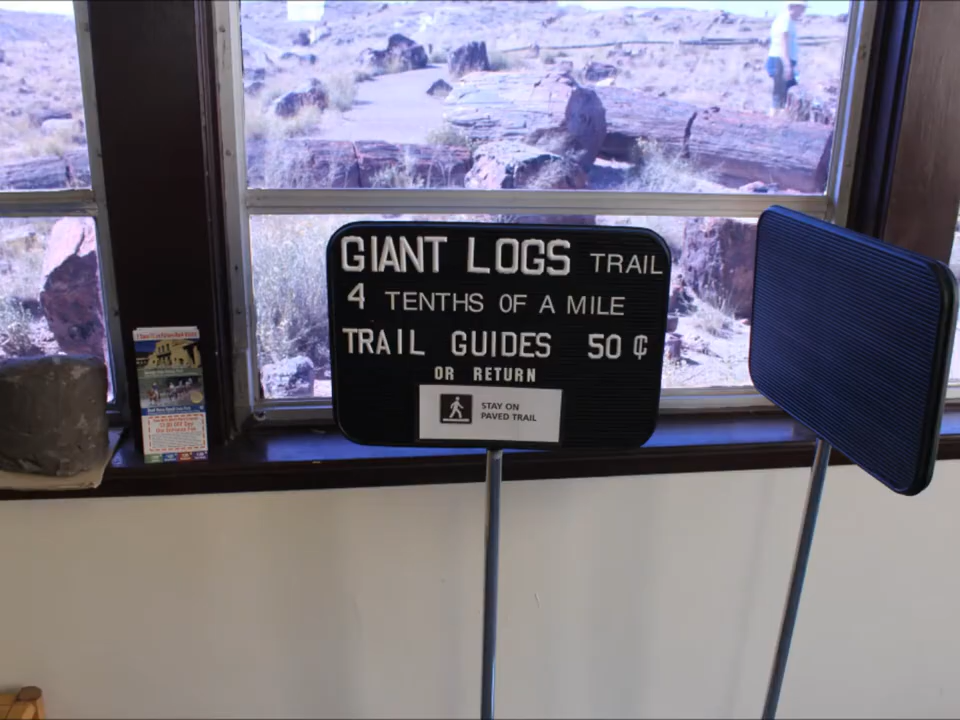 GIANT LOGS TRAIL
4 TENTHS OF A MILE
TRAIL GUIDES 50 ¢
OR RETURN
STAY ON
PAVED TRAIL